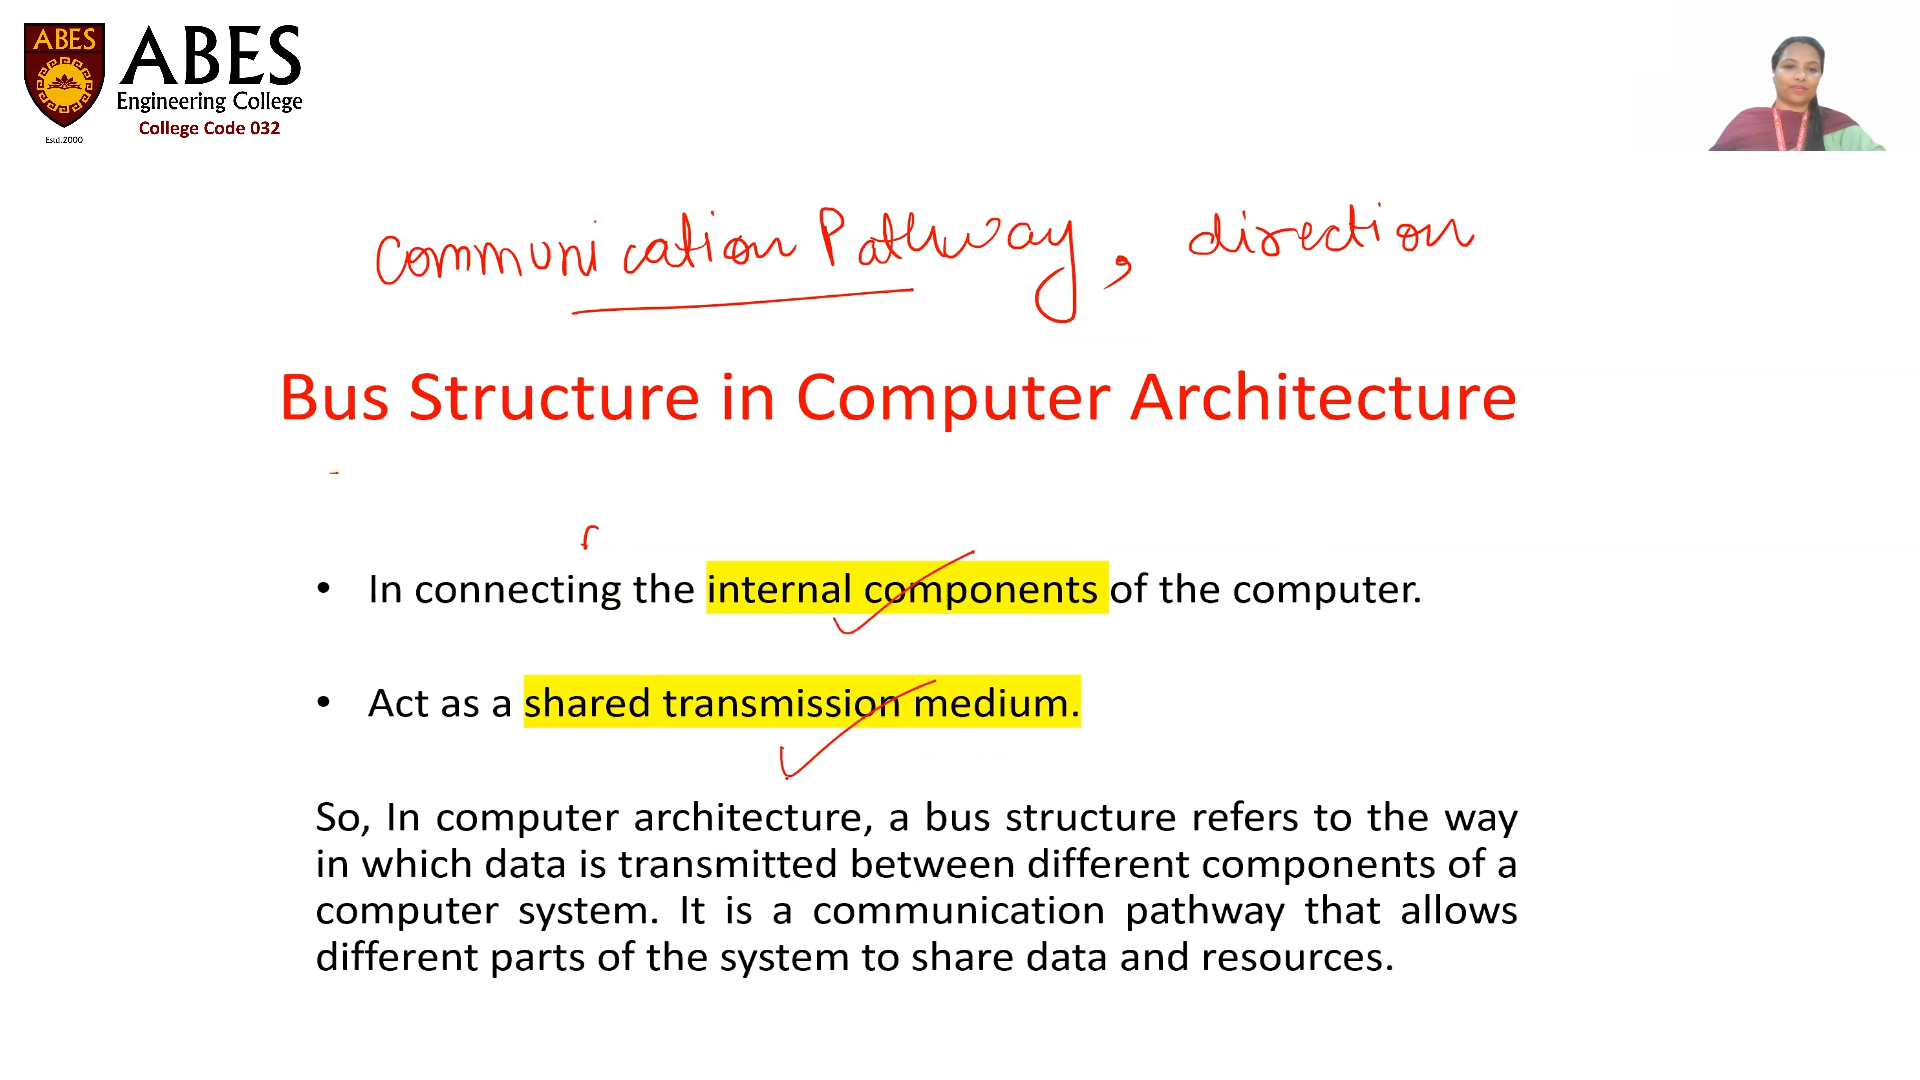 ABES
ABES
Engineering College
College Code 032
Estd.2000
Communication Pathway, direction
Bus Structure in Computer Architecture
• In connecting the internal components of the computer.
• Act as a shared transmission medium.
So, In computer architecture, a bus structure refers to the way
in which data is transmitted between different components of a
computer system. It is a communication pathway that allows
different parts of the system to share data and resources.